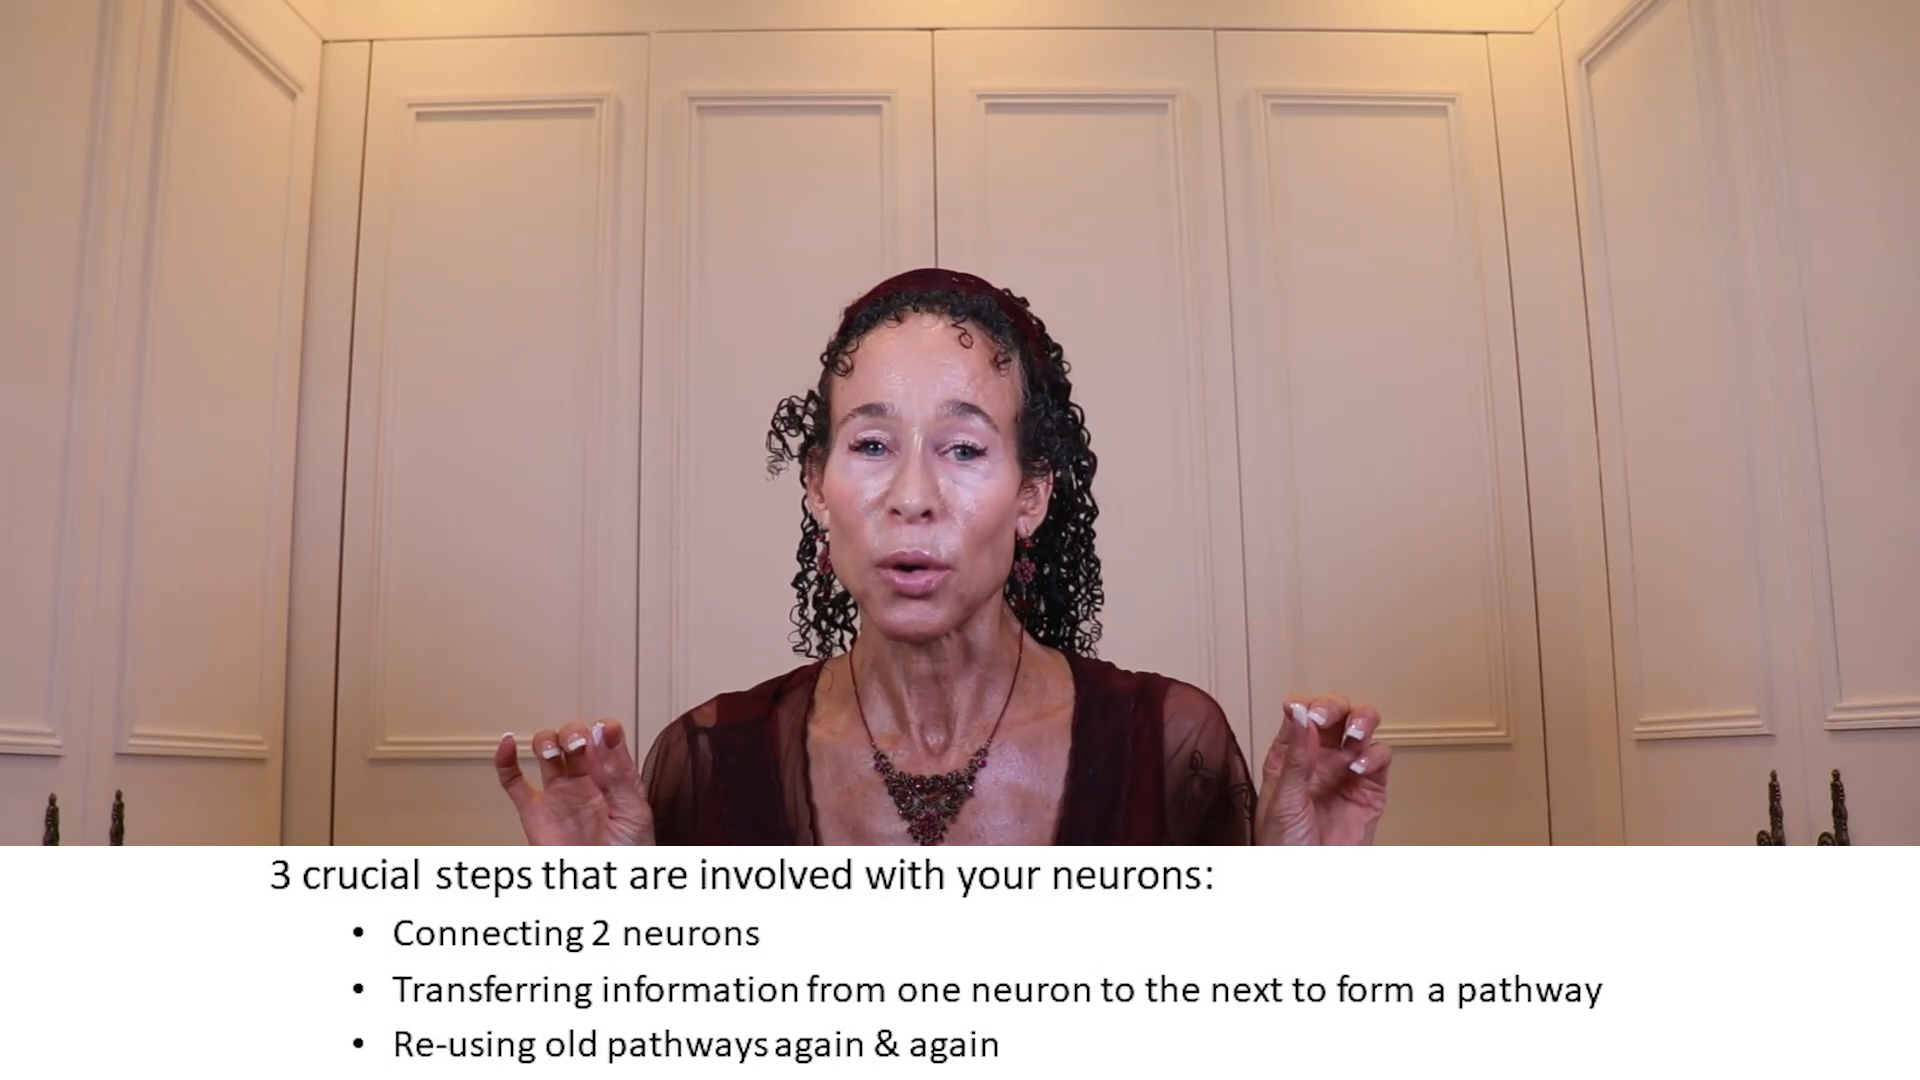 3 crucial steps that are involved with your neurons:
• Connecting 2 neurons
• Transferring information from one neuron to the next to form a pathway
• Re-using old pathways again & again